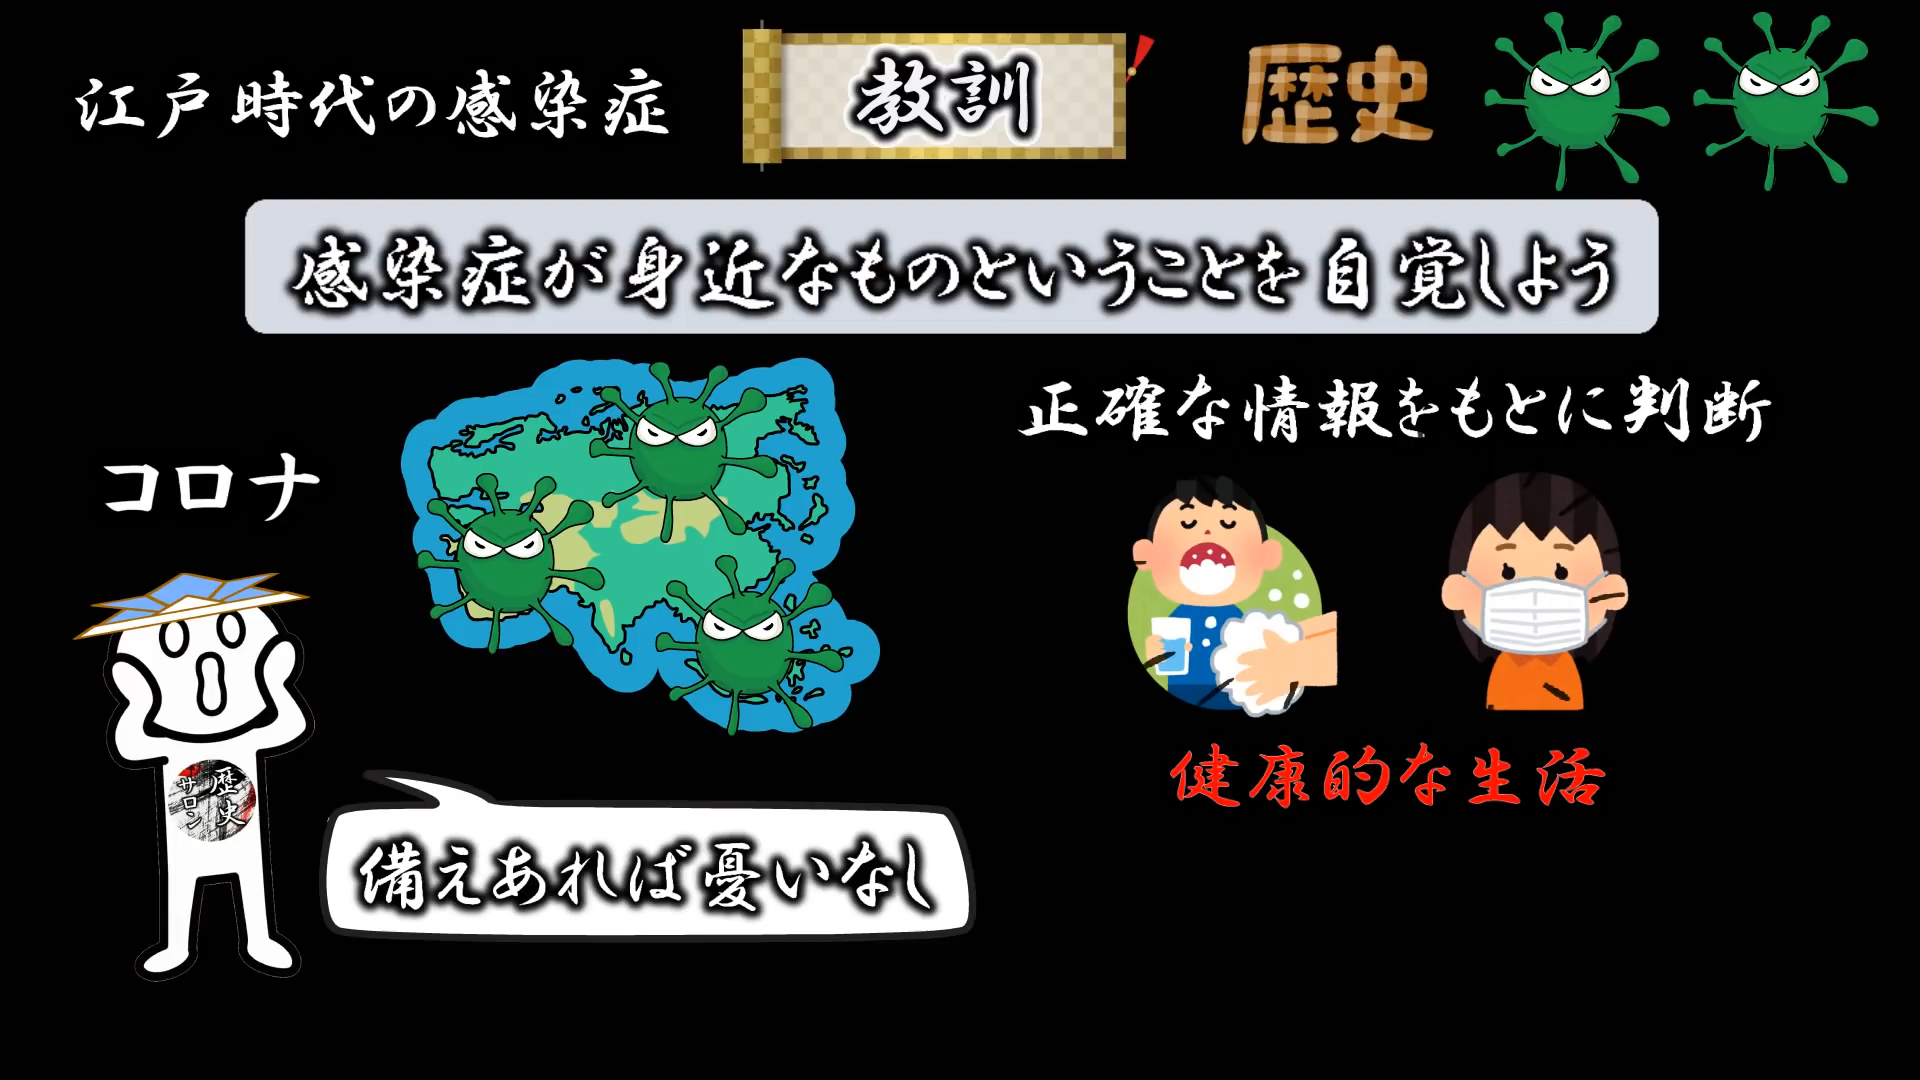 江戸時代の感染症
教訓
歴史
感染症が身近なものということを自覚しよう
正確な情報をもとに判断
コロナ
歴史
サロン
健康的な生活
備えあれば憂いなし